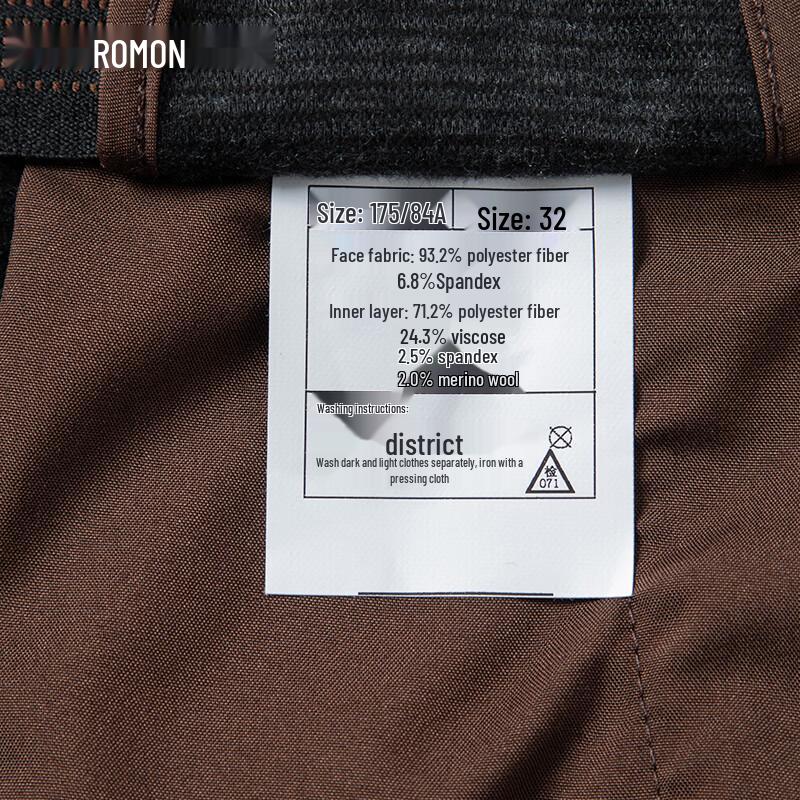 ROMON
Size: 175/84A
Size: 32
Face fabric: 93.2% polyester fiber
6.8%Spandex
Inner layer: 71.2% polyester fiber
24.3% viscose
2.5% spandex
2.0% merino wool
Washing instructions:
district
Wash dark and light clothes separately, iron with a
pressing cloth
检
071